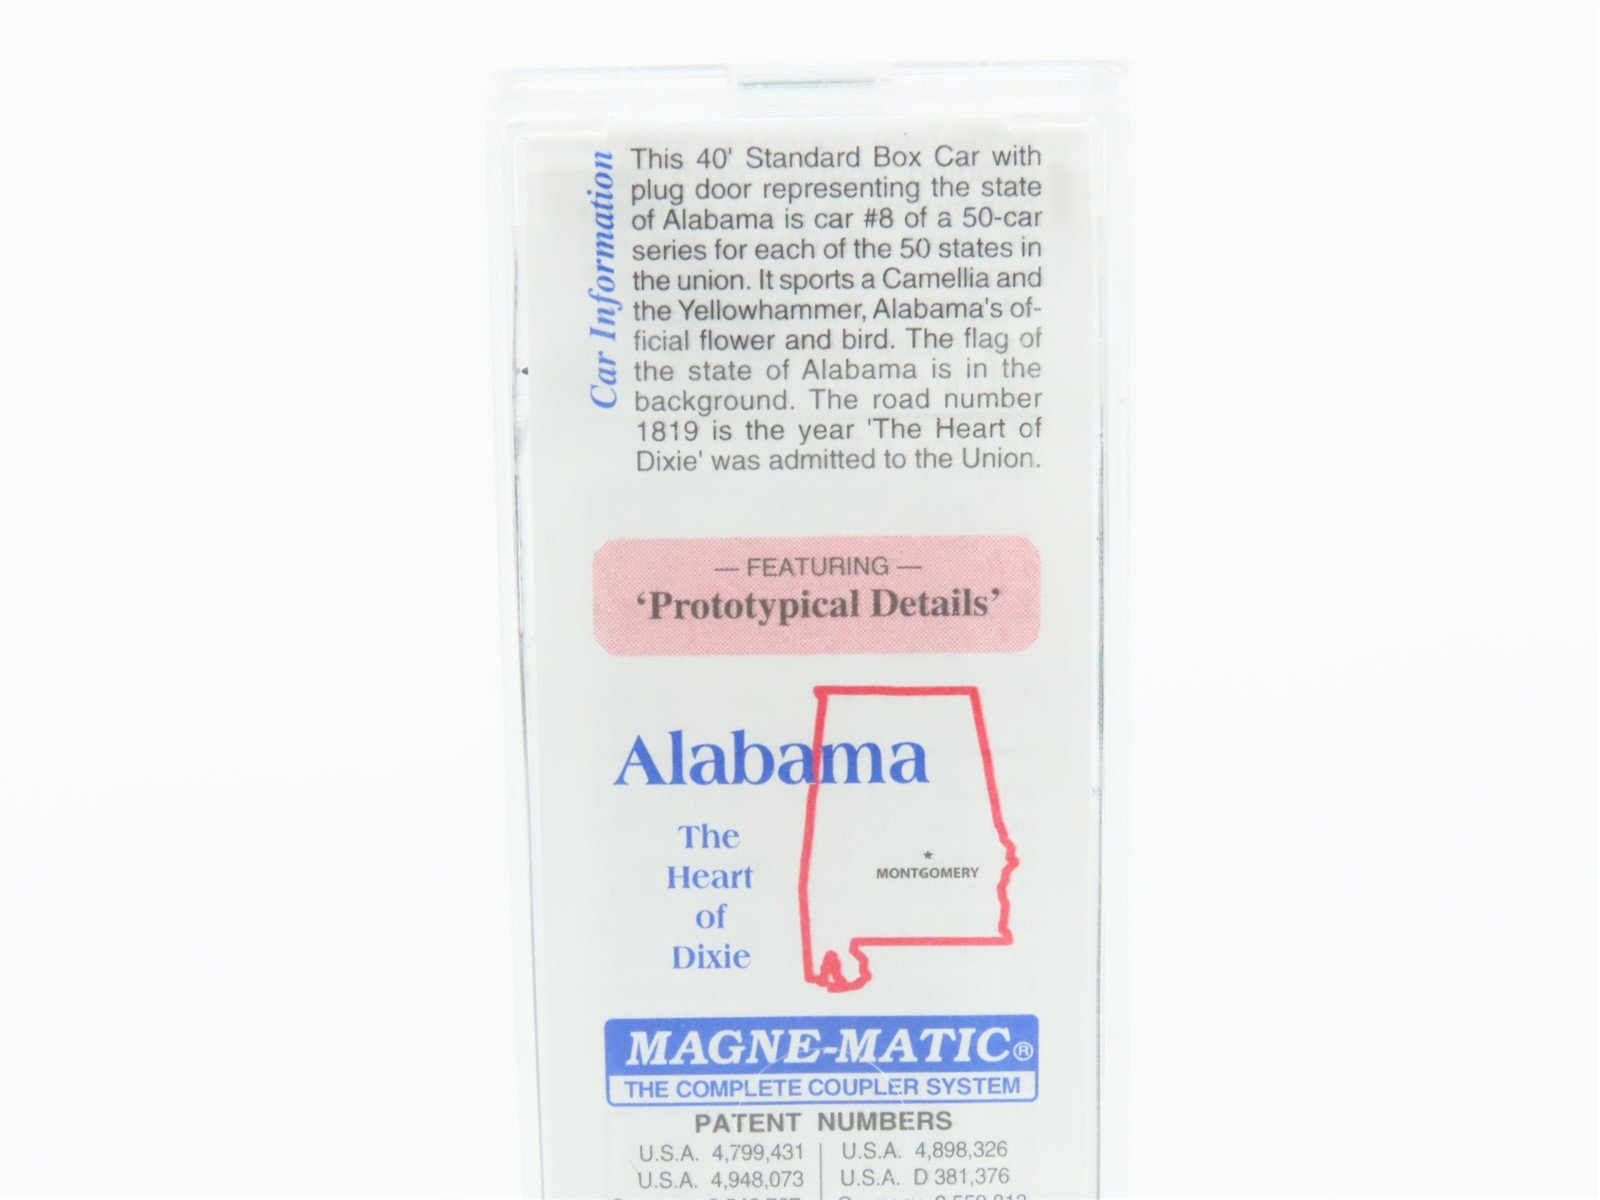 Car Information
This 40' Standard Box Car with
plug door representing the state
of Alabama is car #8 of a 50-car
series for each of the 50 states in
the union. It sports a Camellia and
the Yellowhammer, Alabama's of-
ficial flower and bird. The flag of
the state of Alabama is in the
background. The road number
1819 is the year 'The Heart of
Dixie' was admitted to the Union.
— FEATURING —
‘Prototypical Details’
Alabama
The
Heart
of
Dixie
MONTGOMERY
MAGNE-MATIC®
THE COMPLETE COUPLER SYSTEM
PATENT NUMBERS
U.S.A. 4,799,431
U.S.A. 4,948,073
U.S.A. 4,898,326
U.S.A. D 381,376